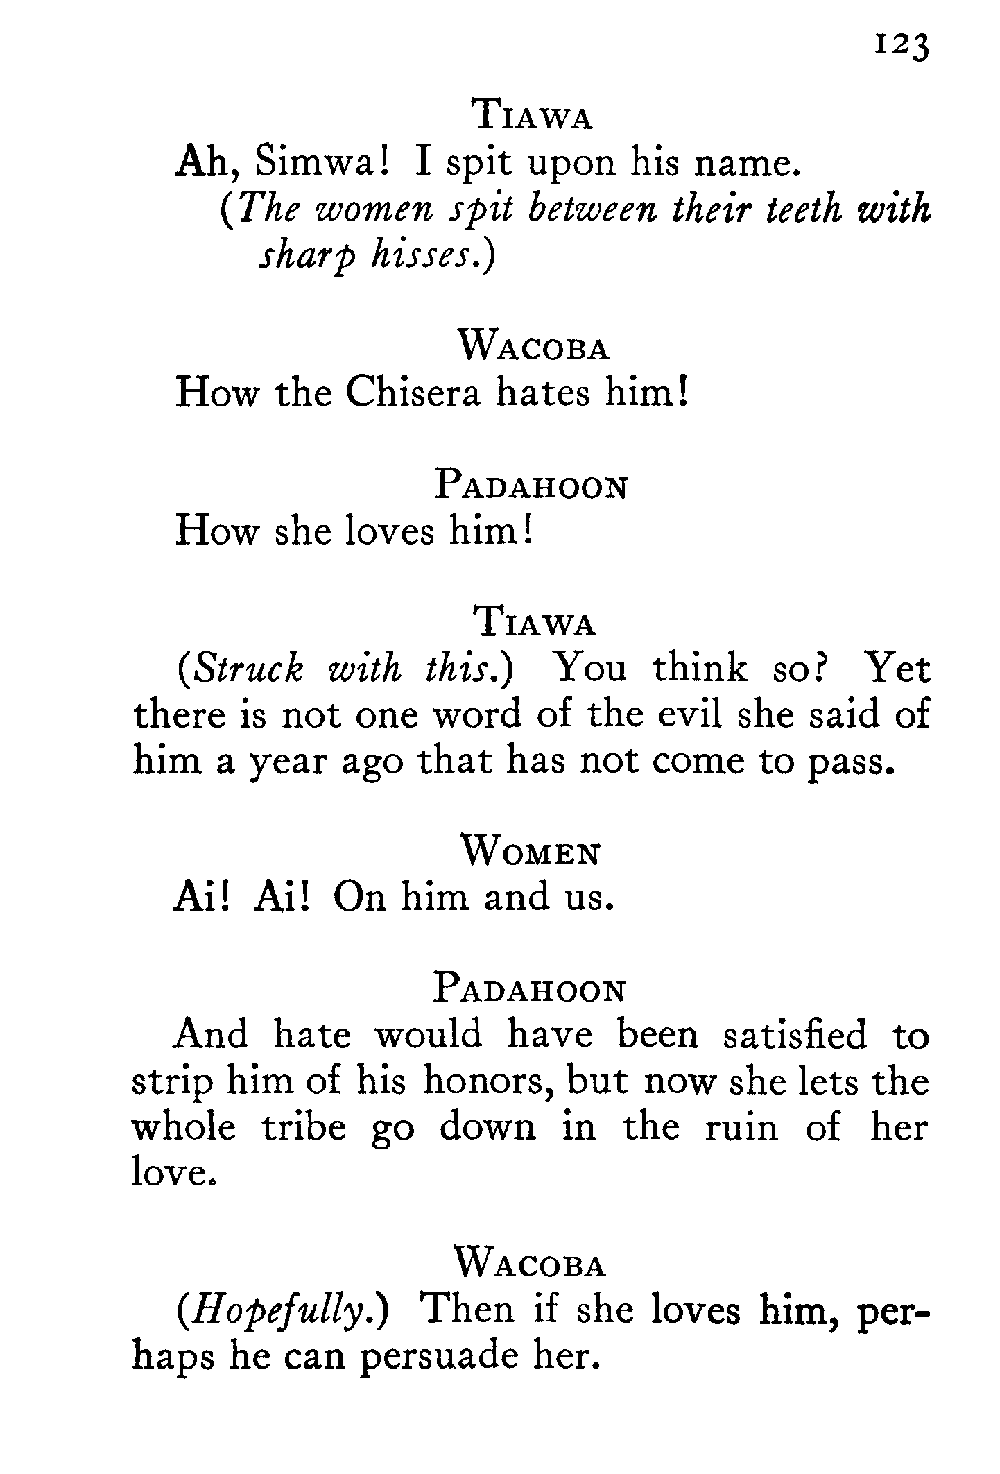 123
Tiawa
Ah, Simwa! I spit upon his name.
(The women spit between their teeth with
sharp hisses.)
Wacoba
How the Chisera hates him!
Padahoon
How she loves him!
Tiawa
(Struck with this.) You think so? Yet
there is not one word of the evil she said of
him a year ago that has not come to pass.
Women
Ai! Ai! On him and us.
Padahoon
And hate would have been satisfied to
strip him of his honors, but now she lets the
whole tribe go down in the ruin of her
love.
Wacoba
(Hopefully.) Then if she loves him, per-
haps he can persuade her.